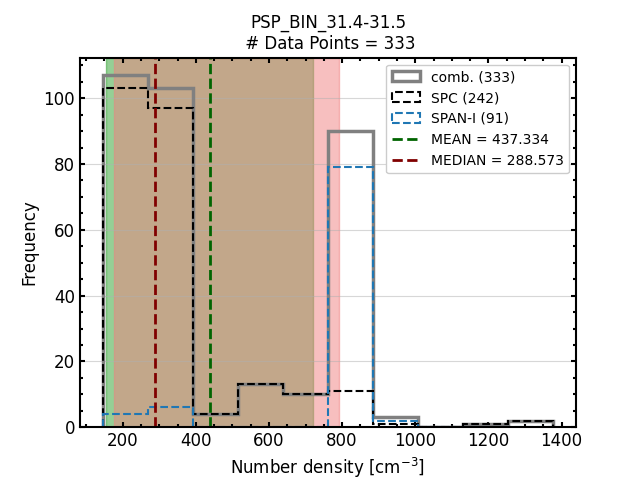 PSP_BIN_31.4-31.5
# Data Points = 333
comb. (333)
SPC (242)
SPAN-I (91)
MEAN = 437.334
MEDIAN = 288.573
Frequency
100
80
60
40
20
0
200 400 600 800 1000 1200 1400
Number density [cm⁻³]